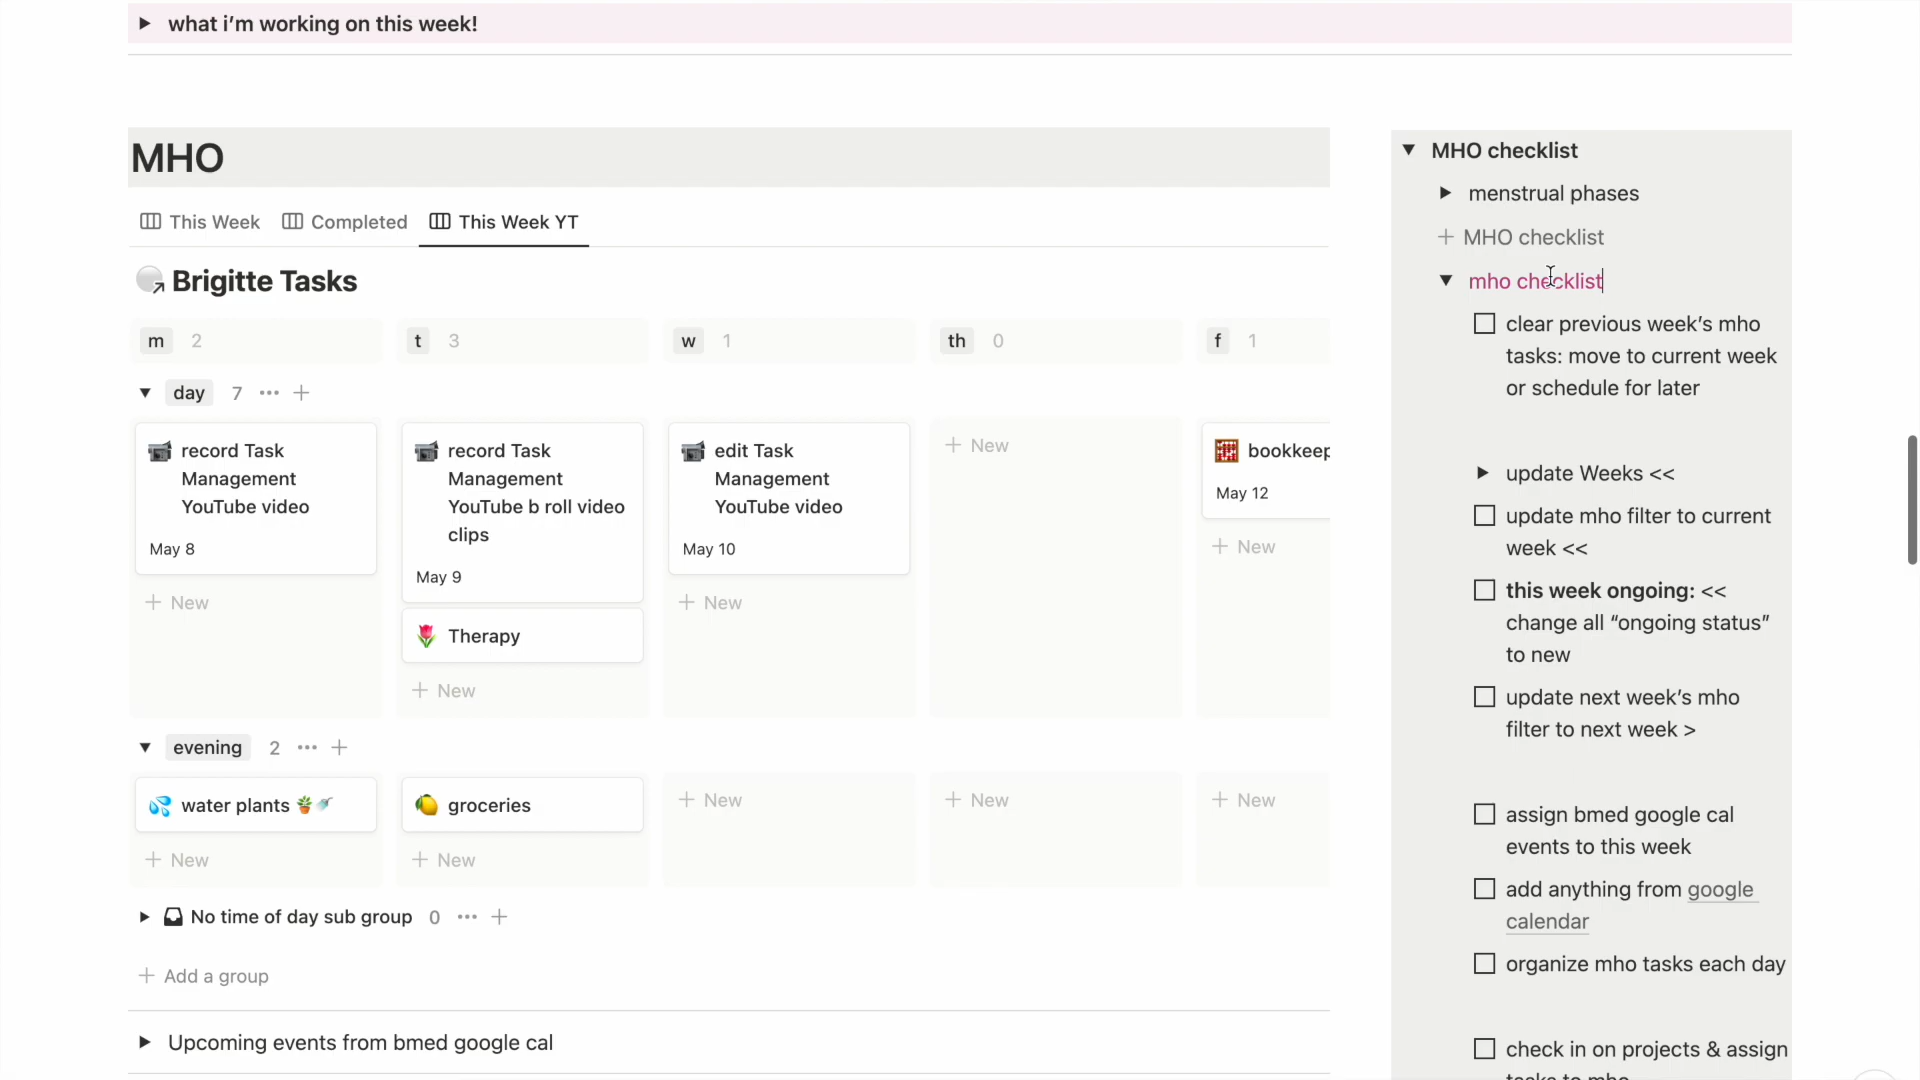 what i’m working on this week!
MHO
This Week
Completed
This Week YT
Brigitte Tasks
m 2
t 3
w 1
th 0
f 1
day 7
record Task
Management
YouTube video
May 8
New
record Task
Management
YouTube b roll video
clips
May 9
Therapy
New
edit Task
Management
YouTube video
May 10
New
New
bookkeep
May 12
New
evening 2
water plants
New
groceries
New
New
New
New
No time of day sub group 0
Add a group
Upcoming events from bmed google cal
MHO checklist
menstrual phases
MHO checklist
mho checklist
clear previous week’s mho
tasks: move to current week
or schedule for later
update Weeks <<
update mho filter to current
week <<
this week ongoing: <<
change all “ongoing status”
to new
update next week’s mho
filter to next week >
assign bmed google cal
events to this week
add anything from google
calendar
organize mho tasks each day
check in on projects & assign
tasks to mho